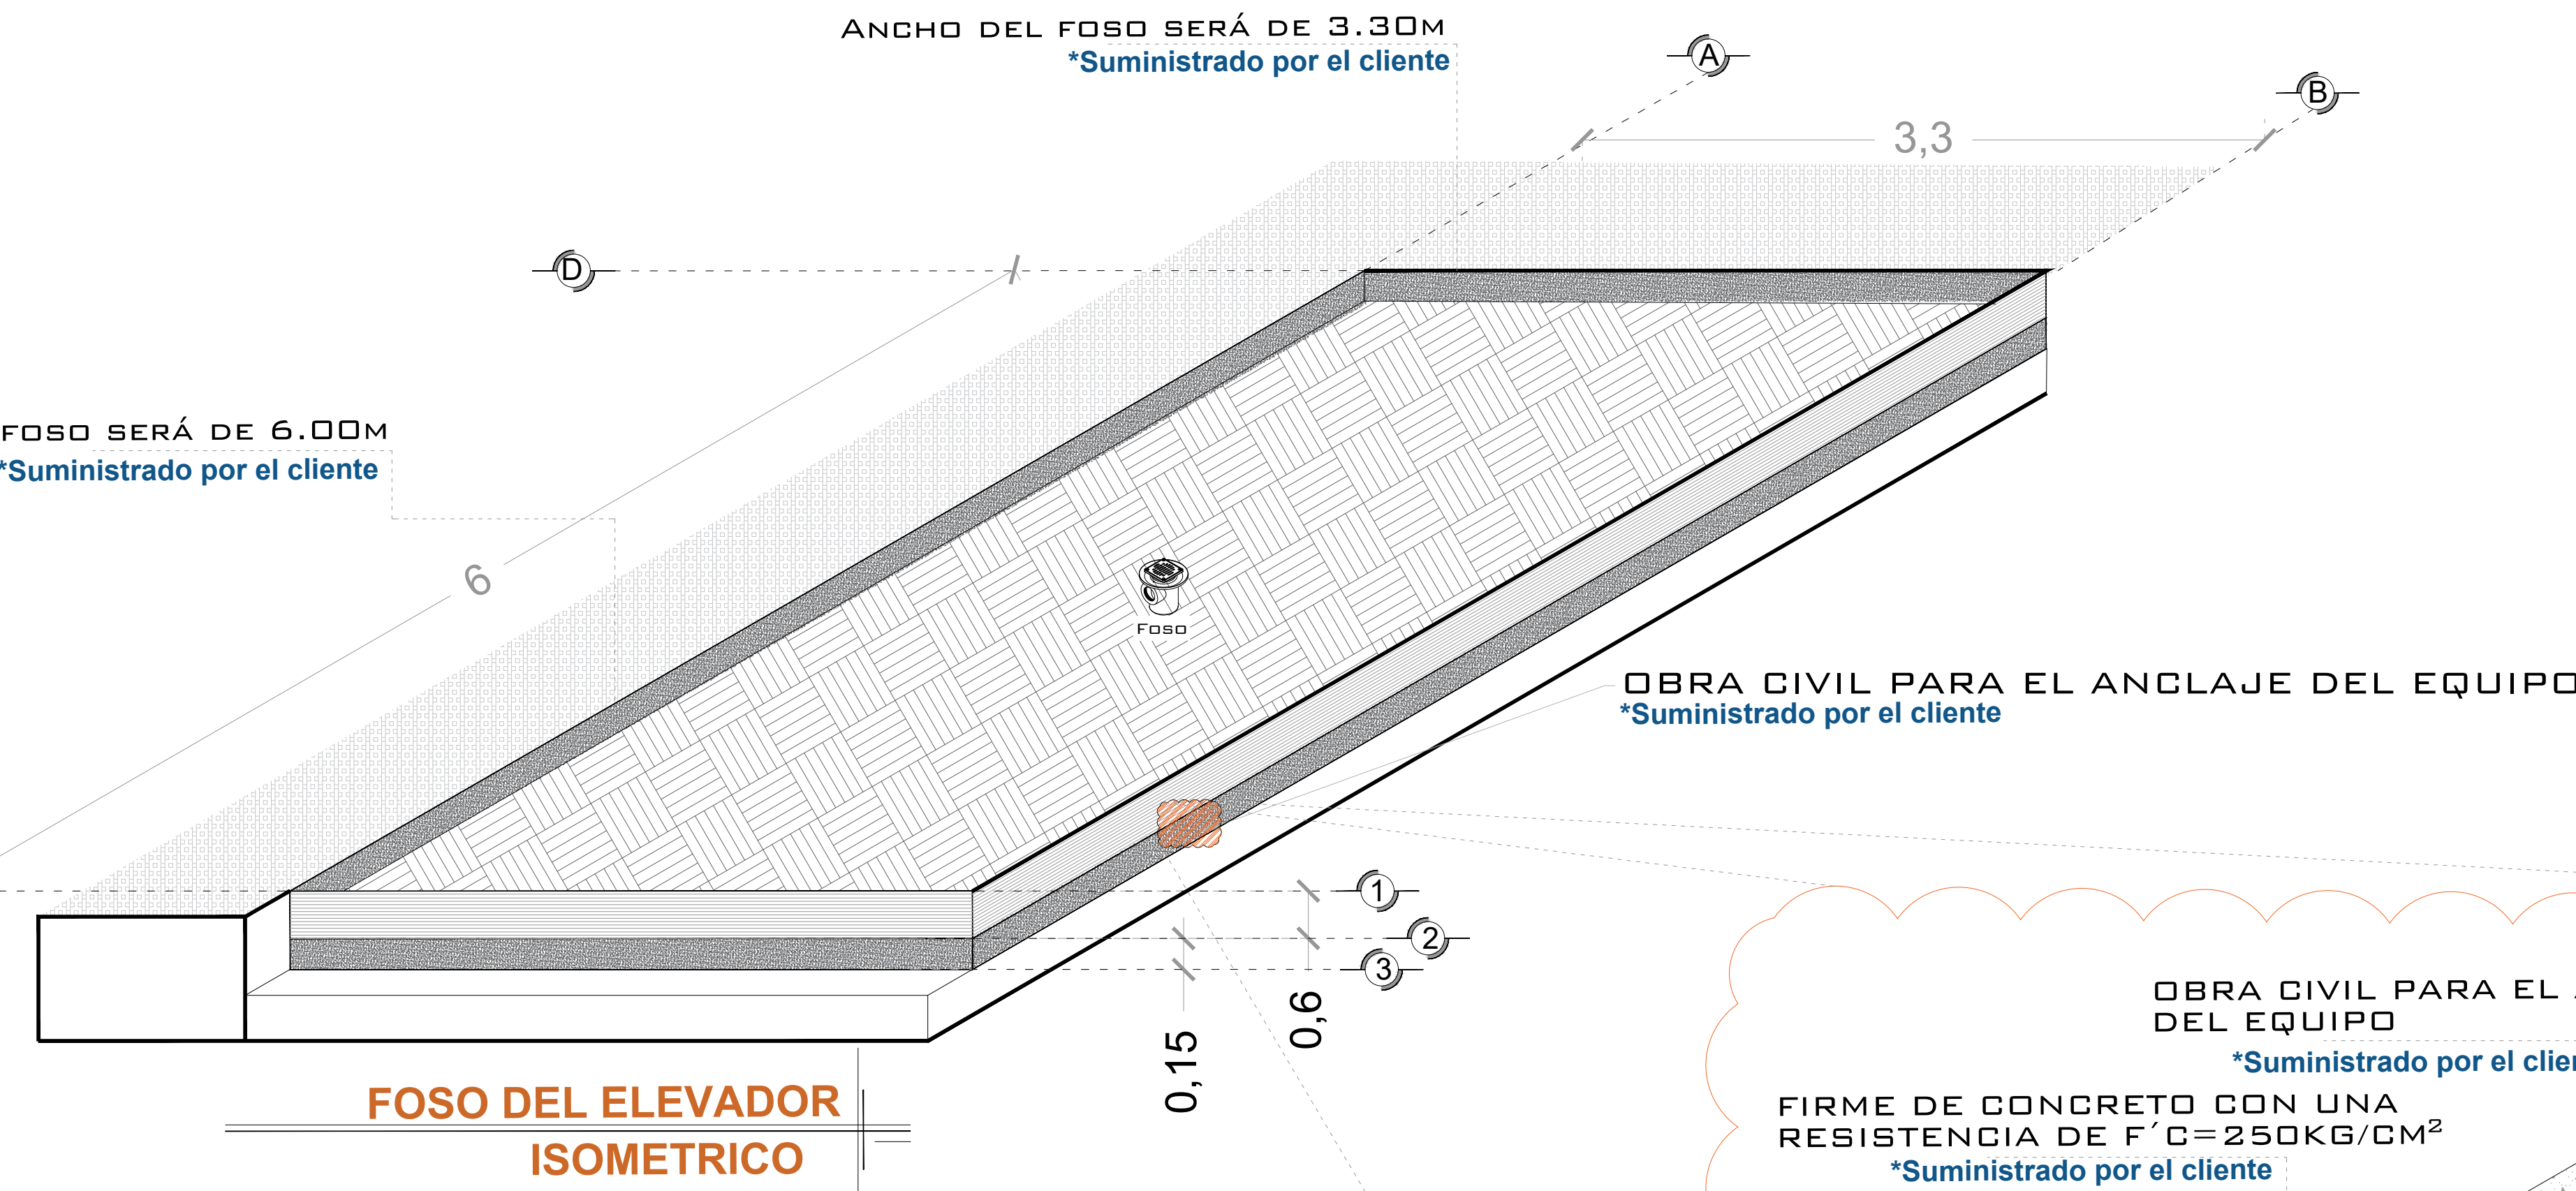 ANCHO DEL FOSO SERÁ DE 3.30M
*Suministrado por el cliente
A
B
3,3
D
FOSO SERÁ DE 6.00M
*Suministrado por el cliente
6
FOSO
OBRA CIVIL PARA EL ANCLAJE DEL EQUIPO
*Suministrado por el cliente
1
2
3
0,15
0,6
OBRA CIVIL PARA EL
DEL EQUIPO
*Suministrado por el clien
FIRME DE CONCRETO CON UNA
RESISTENCIA DE F´C=250KG/CM²
*Suministrado por el cliente
FOSO DEL ELEVADOR
ISOMETRICO